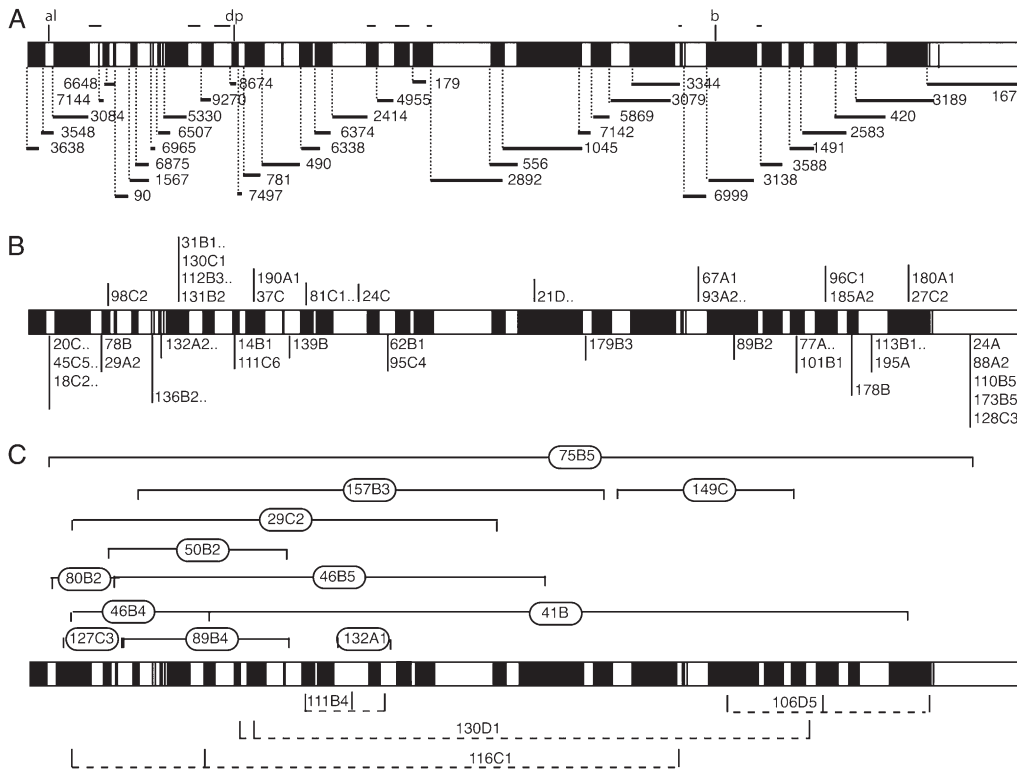 A al dp b
6648 8674 179 3344
7144 9270 4955 3079 3189 167
3084 5330 2414 5869 420
3548 6507 6374 7142 2583
3638 6965 6338 1045 1491
6875 490 556 3588
1567 781 2892 3138
90 7497 6999
B
31B1..
130C1
112B3.. 190A1 67A1 96C1 180A1
98C2 131B2 37C 81C1.. 24C 21D.. 93A2.. 185A2 27C2
20C.. 78B 132A2.. 14B1 139B 62B1 179B3 89B2 77A.. 113B1.. 24A
45C5.. 29A2 111C6 95C4 101B1 195A 88A2
18C2.. 136B2.. 178B 110B5
173B5
128C3
C
75B5
157B3 149C
29C2
50B2
80B2 46B5
46B4 41B
127C3 89B4 132A1
111B4 106D5
130D1
116C1